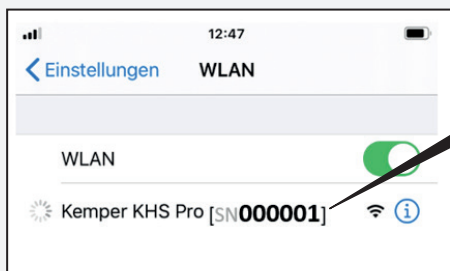 12:47
Einstellungen WLAN
WLAN
Kemper KHS Pro [SN000001]